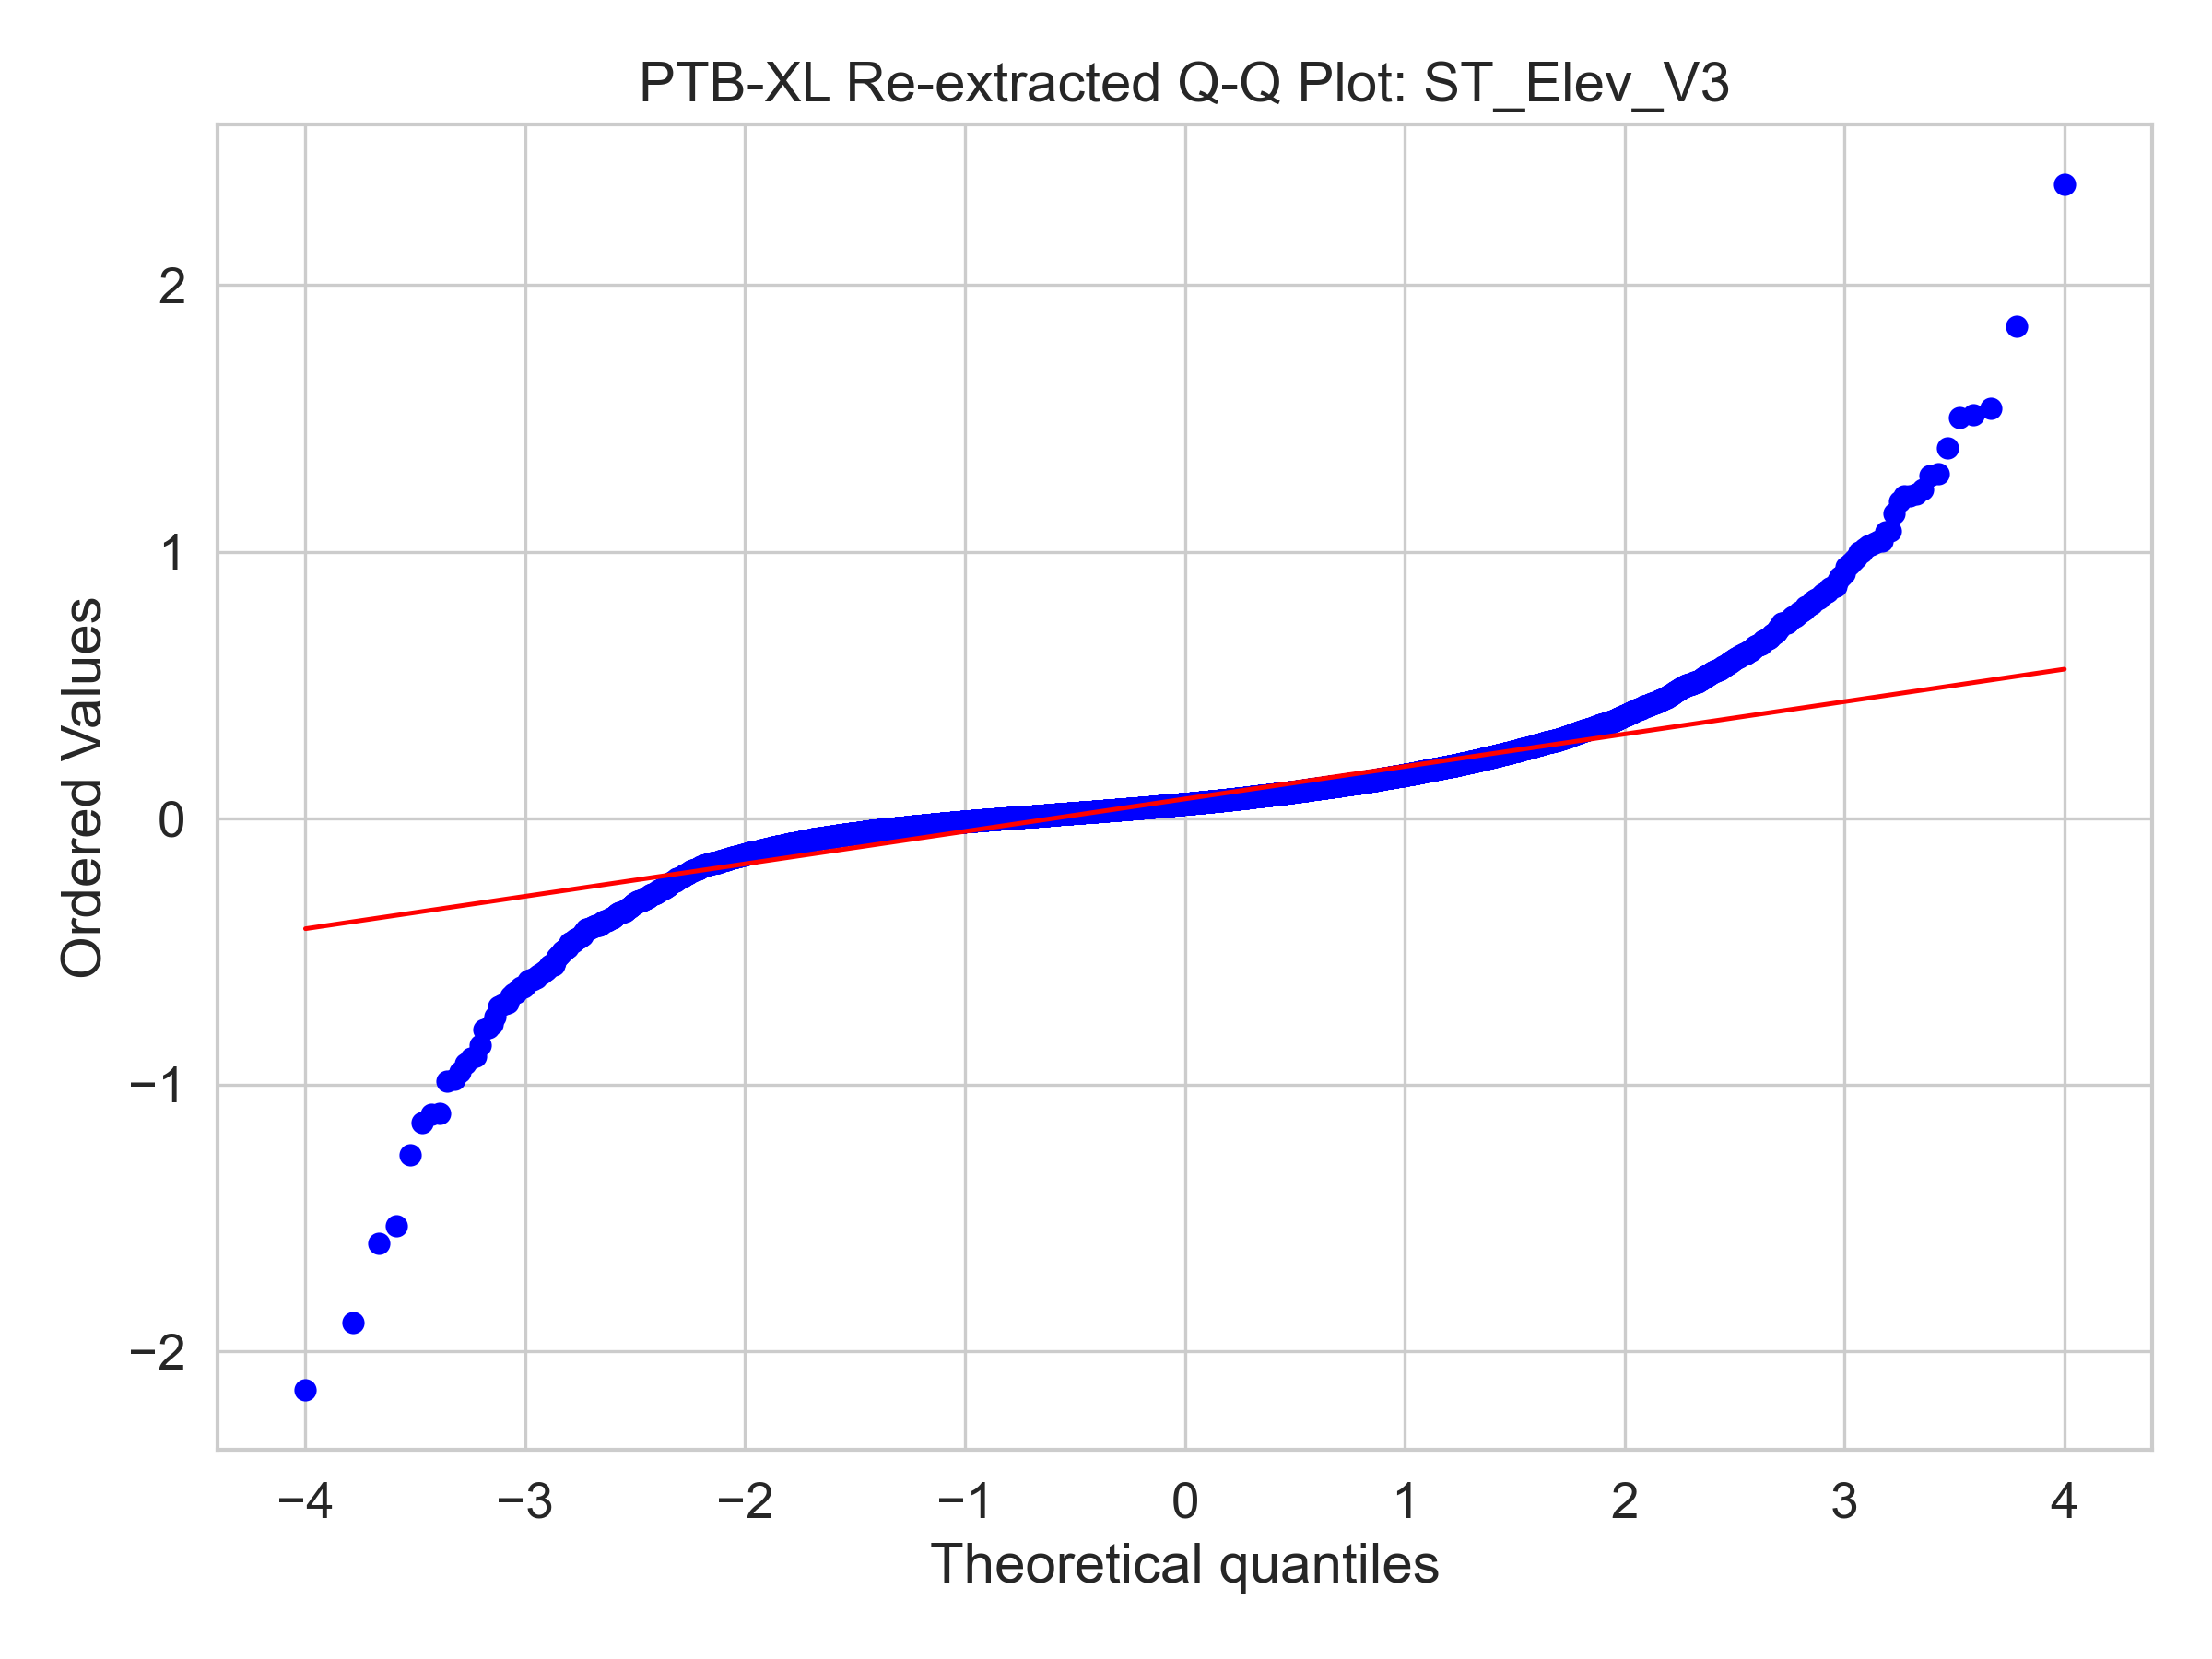 PTB-XL Re-extracted Q-Q Plot: ST_Elev_V3
Ordered Values
2
1
0
−1
−2
−4 −3 −2 −1 0 1 2 3 4
Theoretical quantiles